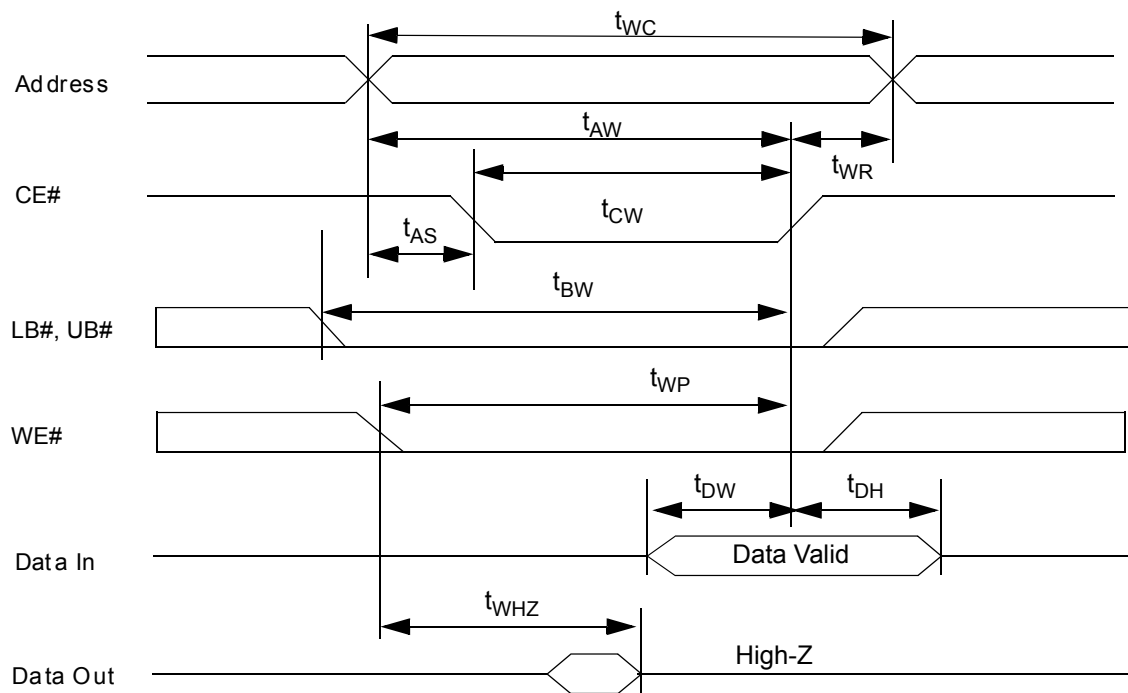 tWC
Address
tAW
tWR
CE#
tCW
tAS
tBW
LB#, UB#
tWP
WE#
tDW
tDH
Data In
Data Valid
tWHZ
High-Z
Data Out